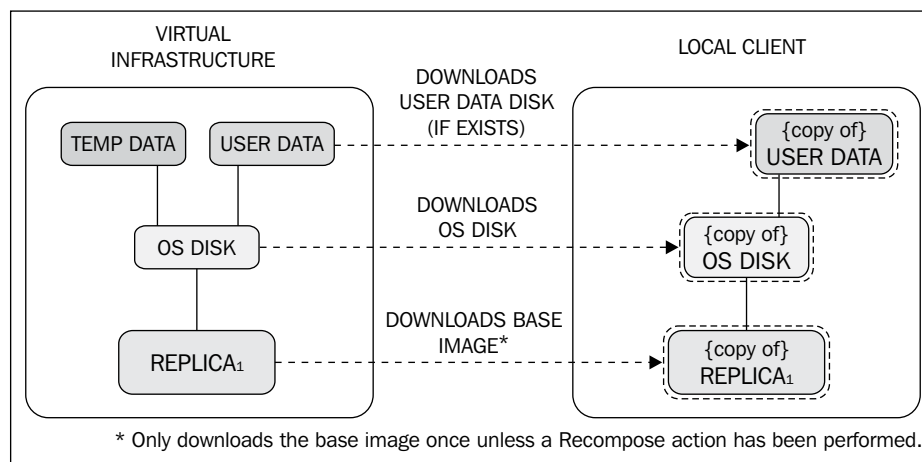 VIRTUAL
INFRASTRUCTURE
LOCAL CLIENT
DOWNLOADS
USER DATA DISK
(IF EXISTS)
TEMP DATA
USER DATA
{copy of}
USER DATA
DOWNLOADS
OS DISK
OS DISK
{copy of}
OS DISK
DOWNLOADS BASE
IMAGE*
REPLICA₁
{copy of}
REPLICA₁
* Only downloads the base image once unless a Recompose action has been performed.